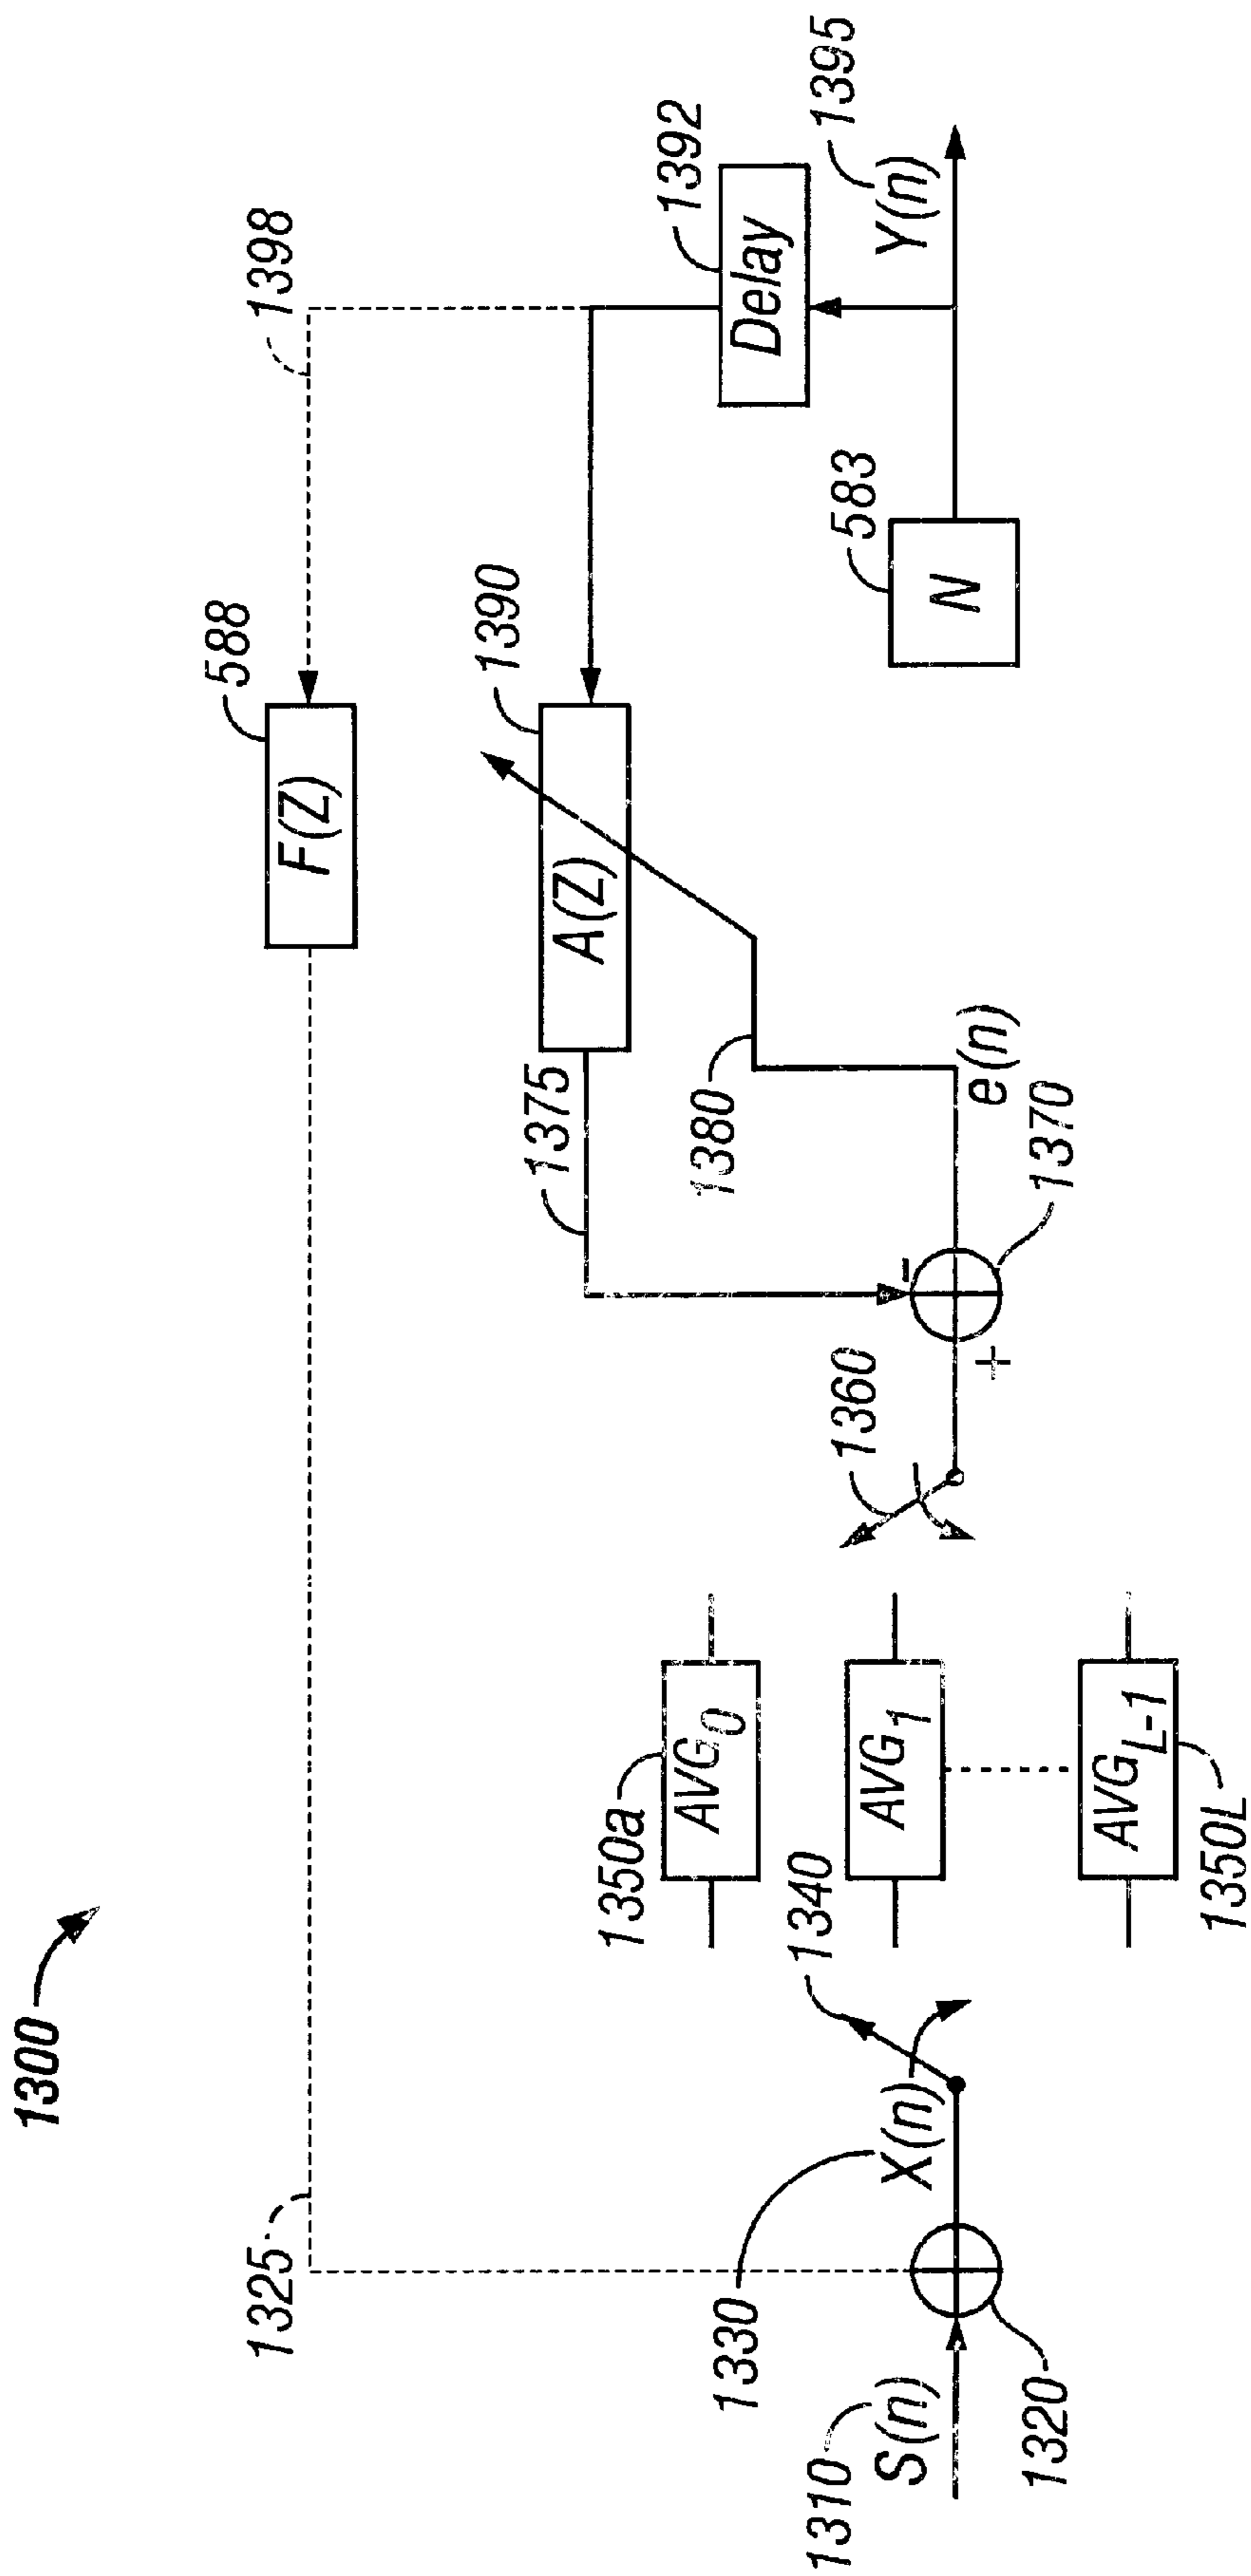 1300
1325
588
F(Z)
1398
1375
A(Z)
1390
1380
1392
Delay
1350a
AVG0
1340
AVG1
AVGL-1
1350L
1360
+
-
e(n)
1370
583
N
Y(n)
1395
1330
X(n)
1310
S(n)
1320